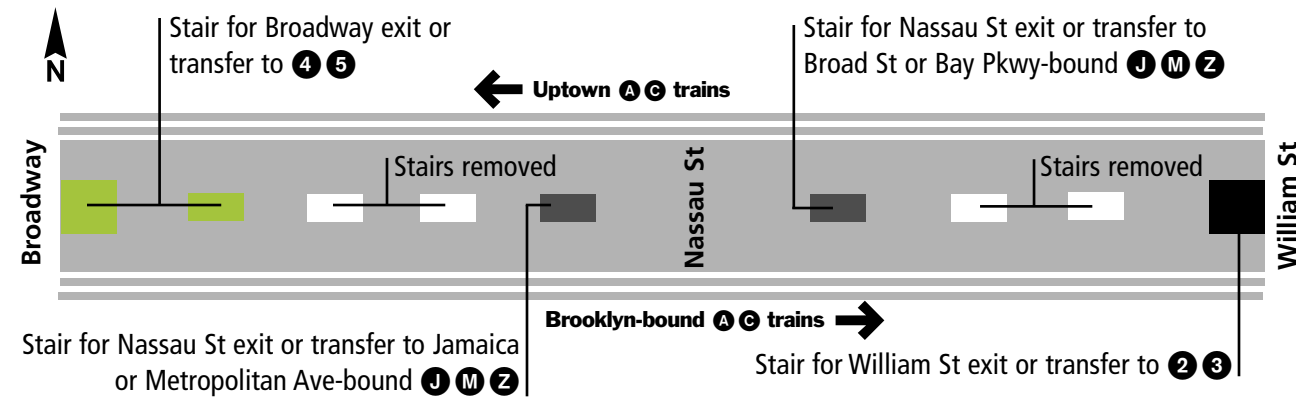 Stair for Broadway exit or
transfer to 4 5
Stair for Nassau St exit or transfer to
Broad St or Bay Pkwy-bound J M Z
N
Uptown A C trains
Broadway
Stairs removed
Nassau St
Stairs removed
William St
Brooklyn-bound A C trains
Stair for Nassau St exit or transfer to Jamaica
or Metropolitan Ave-bound J M Z
Stair for William St exit or transfer to 2 3